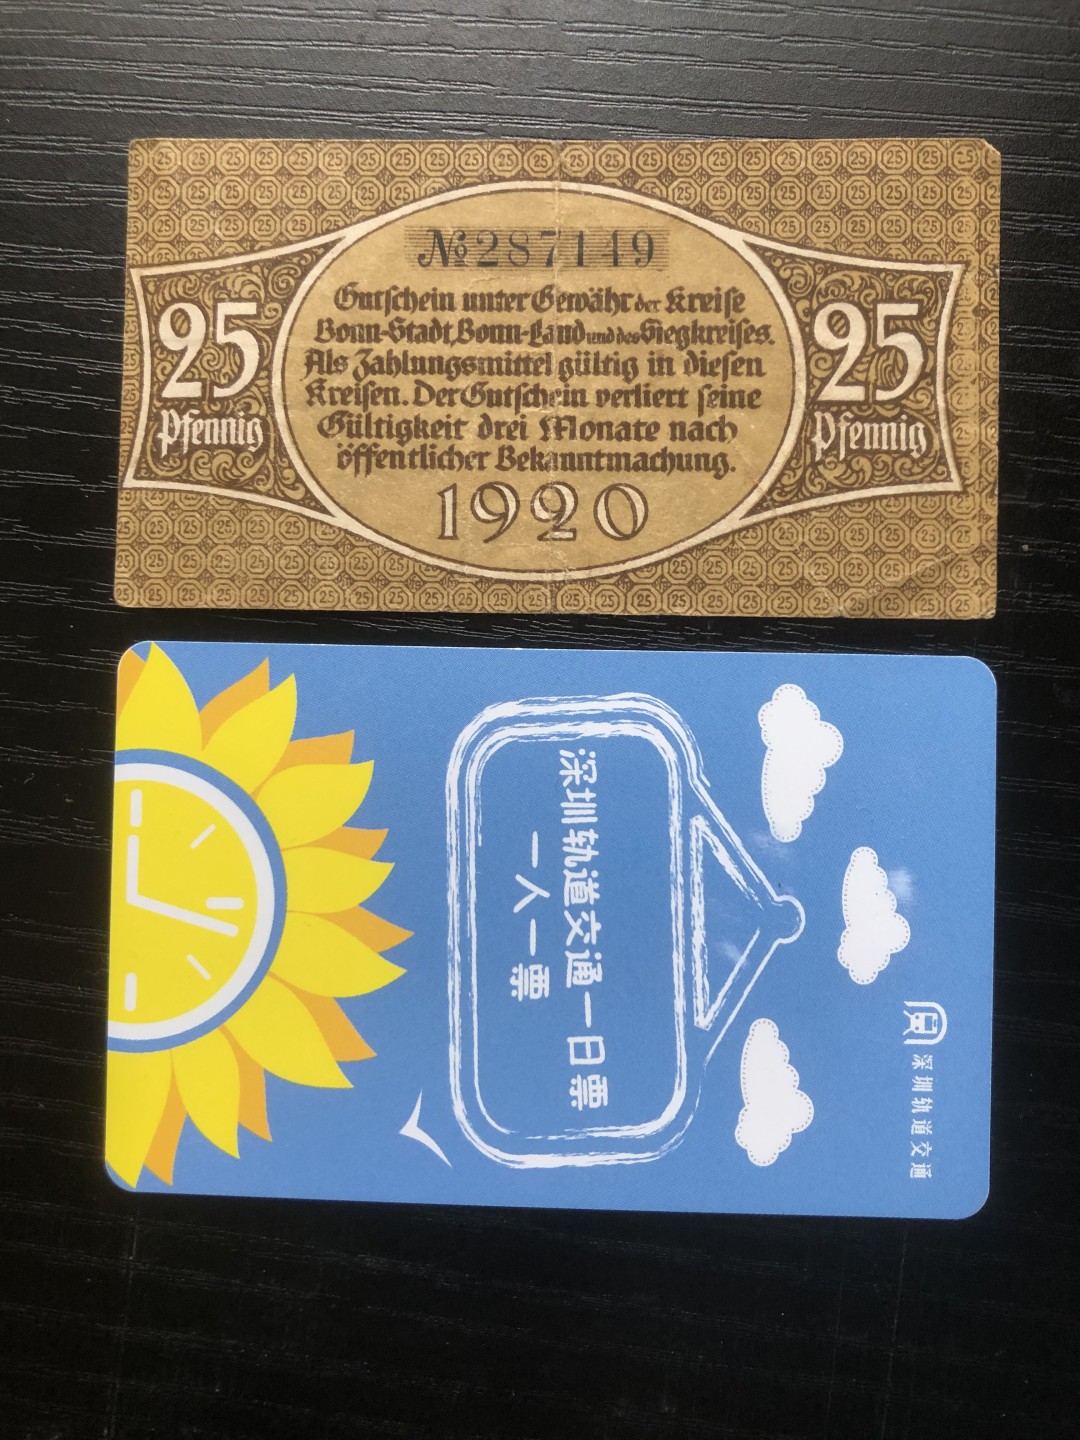 № 287149
Gutschein unter Gewähr der Kreise
Bonn-Stadt, Bonn-Land und des Siegkreises.
Als Zahlungsmittel gültig in diesen
Kreisen. Der Gutschein verliert seine
Gültigkeit drei Monate nach
öffentlicher Bekanntmachung.
1920
25
Pfennig
25
Pfennig
深圳轨道交通一日票
一人一票
深圳轨道交通